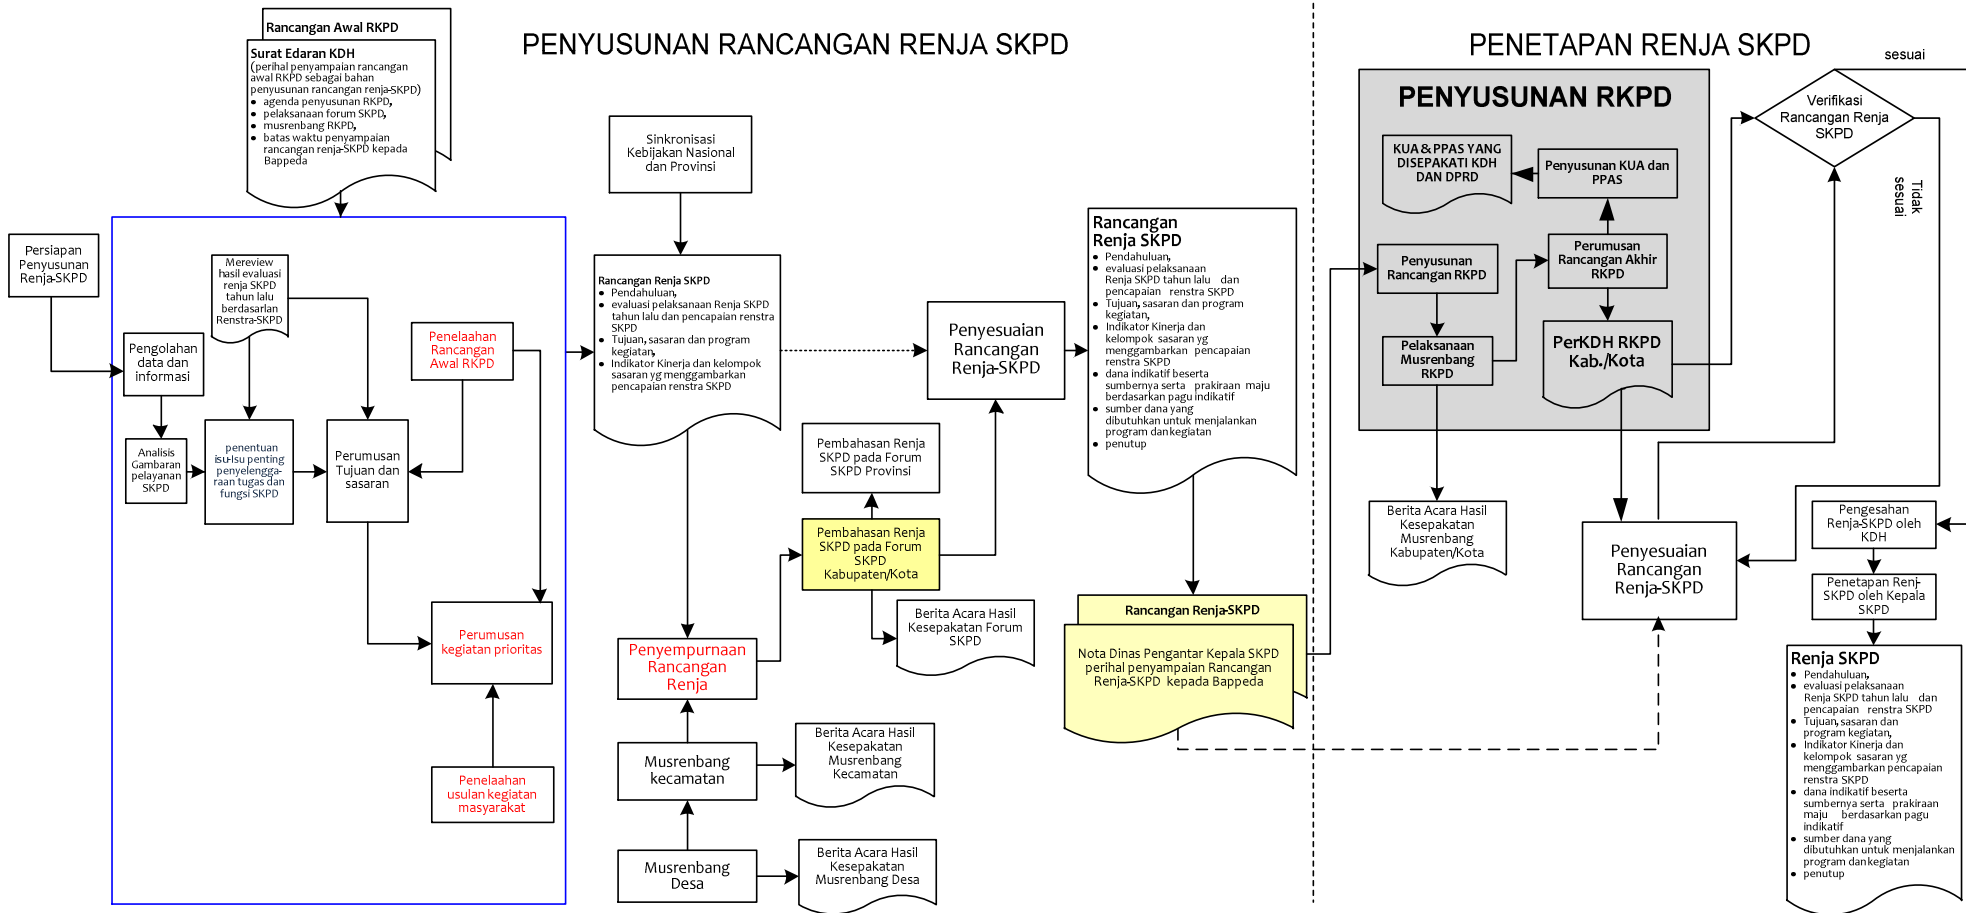 PENYUSUNAN RANCANGAN RENJA SKPD
PENETAPAN RENJA SKPD
Rancangan Awal RKPD
Surat Edaran KDH
(perihal penyampaian rancangan
awal RKPD sebagai bahan
penyusunan rancangan renja-SKPD)
• agenda penyusunan RKPD,
• pelaksanaan forum SKPD,
• musrenbang RKPD,
• batas waktu penyampaian
rancangan renja-SKPD kepada
Bappeda
Persiapan
Penyusunan
Renja-SKPD
Mereview
hasil evaluasi
renja SKPD
tahun lalu
berdasarlan
Renstra-SKPD
Pengolahan
data dan
informasi
Penelaahan
Rancangan
Awal RKPD
Analisis
Gambaran
pelayanan
SKPD
penentuan
isu-Isu penting
penyelengga-
raan tugas dan
fungsi SKPD
Perumusan
Tujuan dan
sasaran
Perumusan
kegiatan prioritas
Penelaahan
usulan kegiatan
masyarakat
Sinkronisasi
Kebijakan Nasional
dan Provinsi
Rancangan Renja SKPD
• Pendahuluan,
• evaluasi pelaksanaan Renja SKPD
tahun lalu dan pencapaian renstra
SKPD
• Tujuan, sasaran dan program
kegiatan,
• Indikator Kinerja dan kelompok
sasaran yg menggambarkan
pencapaian renstra SKPD
Penyempurnaan
Rancangan
Renja
Musrenbang
kecamatan
Musrenbang
Desa
Berita Acara Hasil
Kesepakatan
Musrenbang
Kecamatan
Berita Acara Hasil
Kesepakatan
Musrenbang Desa
Pembahasan Renja
SKPD pada Forum
SKPD Provinsi
Pembahasan Renja
SKPD pada Forum
SKPD
Kabupaten/Kota
Berita Acara Hasil
Kesepakatan Forum
SKPD
Penyesuaian
Rancangan
Renja-SKPD
Rancangan
Renja SKPD
• Pendahuluan,
• evaluasi pelaksanaan
Renja SKPD tahun lalu dan
pencapaian renstra SKPD
• Tujuan, sasaran dan program
kegiatan,
• Indikator Kinerja dan
kelompok sasaran yg
menggambarkan pencapaian
renstra SKPD
• dana indikatif beserta
sumbernya serta prakiraan maju
berdasarkan pagu indikatif
• sumber dana yang
dibutuhkan untuk menjalankan
program dan kegiatan
• penutup
Rancangan Renja-SKPD
Nota Dinas Pengantar Kepala SKPD
perihal penyampaian Rancangan
Renja-SKPD kepada Bappeda
PENYUSUNAN RKPD
KUA & PPAS YANG
DISEPAKATI KDH
DAN DPRD
Penyusunan KUA dan
PPAS
Penyusunan
Rancangan RKPD
Perumusan
Rancangan Akhir
RKPD
Pelaksanaan
Musrenbang
RKPD
PerKDH RKPD
Kab./Kota
Berita Acara Hasil
Kesepakatan
Musrenbang
Kabupaten/Kota
Penyesuaian
Rancangan
Renja-SKPD
Verifikasi
Rancangan Renja
SKPD
sesuai
Tidak
sesuai
Pengesahan
Renja-SKPD oleh
KDH
Penetapan Renj-
SKPD oleh Kepala
SKPD
Renja SKPD
• Pendahuluan,
• evaluasi pelaksanaan
Renja SKPD tahun lalu dan
pencapaian renstra SKPD
• Tujuan, sasaran dan
program kegiatan,
• Indikator Kinerja dan
kelompok sasaran yg
menggambarkan pencapaian
renstra SKPD
• dana indikatif beserta
sumbernya serta prakiraan
maju berdasarkan pagu
indikatif
• sumber dana yang
dibutuhkan untuk menjalankan
program dan kegiatan
• penutup